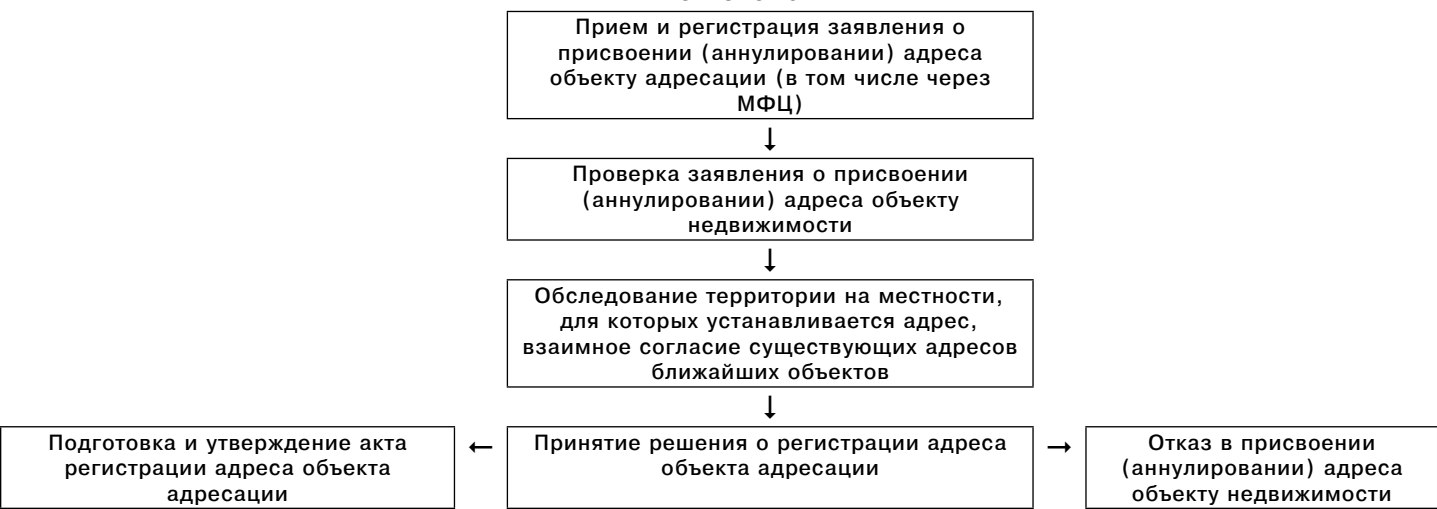 Прием и регистрация заявления о
присвоении (аннулировании) адреса
объекту адресации (в том числе через
МФЦ)
↓
Проверка заявления о присвоении
(аннулировании) адреса объекту
недвижимости
↓
Обследование территории на местности,
для которых устанавливается адрес,
взаимное согласие существующих адресов
ближайших объектов
↓
Подготовка и утверждение акта
регистрации адреса объекта
адресации
←
Принятие решения о регистрации адреса
объекта адресации
→
Отказ в присвоении
(аннулировании) адреса
объекту недвижимости